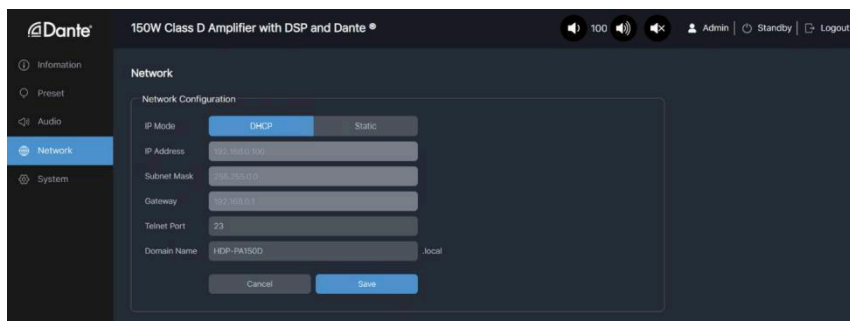 Dante®
150W Class D Amplifier with DSP and Dante ®
100
Admin
Standby
Logout
Infomation
Preset
Audio
Network
System
Network
Network Configuration
IP Mode DHCP Static
IP Address 192.168.0.100
Subnet Mask 255.255.0.0
Gateway 192.168.0.1
Telnet Port 23
Domain Name HDP-PA150D .local
Cancel Save